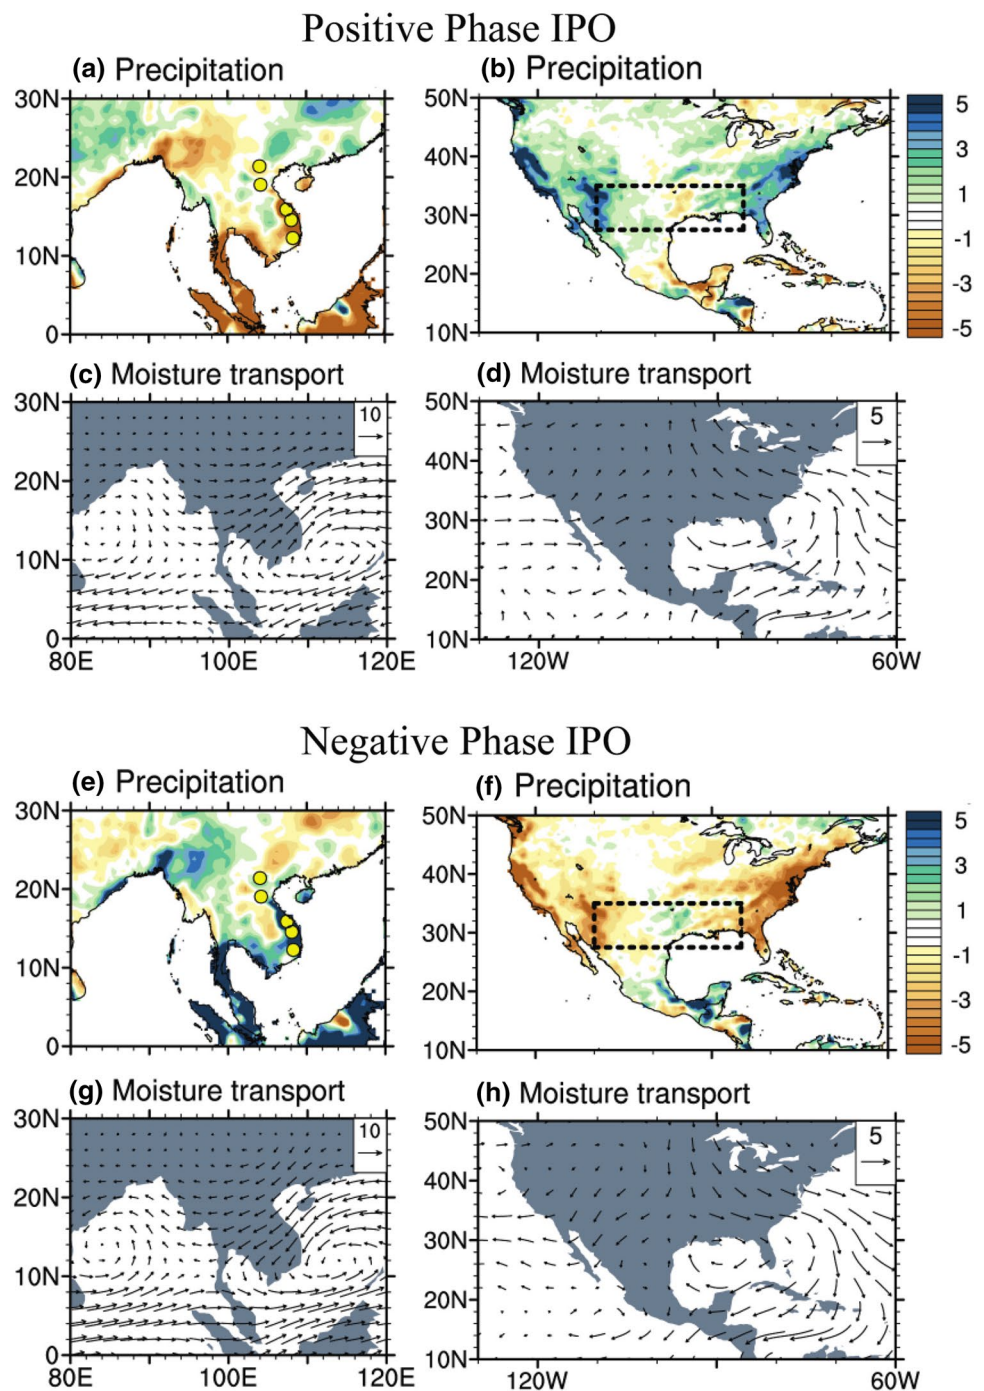 Positive Phase IPO
(a) Precipitation
(b) Precipitation
30N
20N
10N
0
50N
40N
30N
20N
10N
5
3
1
-1
-3
-5
(c) Moisture transport
(d) Moisture transport
30N
20N
10N
0
10
50N
40N
30N
20N
10N
5
80E 100E 120E
120W 60W
Negative Phase IPO
(e) Precipitation
(f) Precipitation
30N
20N
10N
0
50N
40N
30N
20N
10N
5
3
1
-1
-3
-5
(g) Moisture transport
(h) Moisture transport
30N
20N
10N
0
10
50N
40N
30N
20N
10N
5
80E 100E 120E
120W 60W